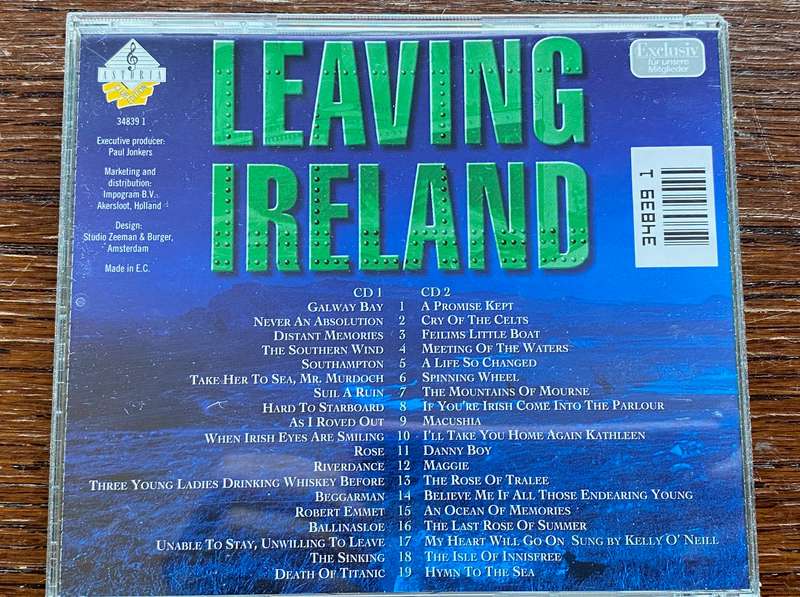 ASTORIA
34839 1
Executive producer:
Paul Jonkers
Marketing and
distribution:
Impogram B.V.
Akersloot, Holland
Design:
Studio Zeeman & Burger,
Amsterdam
Made in E.C.
LEAVING
IRELAND
Exclusiv
für unsere
Mitglieder
34839 1
CD 1 CD 2
GALWAY BAY 1 A PROMISE KEPT
NEVER AN ABSOLUTION 2 CRY OF THE CELTS
DISTANT MEMORIES 3 FEILIMS LITTLE BOAT
THE SOUTHERN WIND 4 MEETING OF THE WATERS
SOUTHAMPTON 5 A LIFE SO CHANGED
TAKE HER TO SEA, MR. MURDOCH 6 SPINNING WHEEL
SUIL A RUIN 7 THE MOUNTAINS OF MOURNE
HARD TO STARBOARD 8 IF YOU'RE IRISH COME INTO THE PARLOUR
AS I ROVED OUT 9 MACUSHIA
WHEN IRISH EYES ARE SMILING 10 I'LL TAKE YOU HOME AGAIN KATHLEEN
ROSE 11 DANNY BOY
RIVERDANCE 12 MAGGIE
THREE YOUNG LADIES DRINKING WHISKEY BEFORE 13 THE ROSE OF TRALEE
BEGGARMAN 14 BELIEVE ME IF ALL THOSE ENDEARING YOUNG
ROBERT EMMET 15 AN OCEAN OF MEMORIES
BALLINASLOE 16 THE LAST ROSE OF SUMMER
UNABLE TO STAY, UNWILLING TO LEAVE 17 MY HEART WILL GO ON SUNG BY KELLY O' NEILL
THE SINKING 18 THE ISLE OF INNISFREE
DEATH OF TITANIC 19 HYMN TO THE SEA